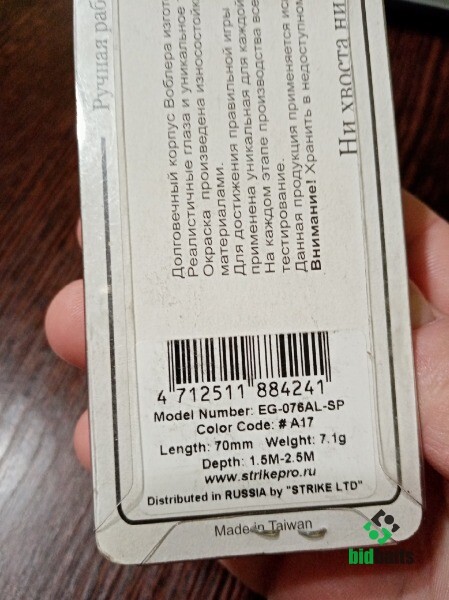 Ручная раб
Долговечный корпус Воблера изгот
Реалистичные глаза и уникальное
Окраска произведена износостойк
материалами.
Для достижения правильной игры
применена уникальная для каждой
На каждом этапе производства все
тестирование.
Данная продукция применяется ис
Внимание! Хранить в недоступном
Ни хвоста ни
4 712511 884241
Model Number: EG-076AL-SP
Color Code: # A17
Length: 70mm Weight: 7.1g
Depth: 1.5M-2.5M
www.strikepro.ru
Distributed in RUSSIA by "STRIKE LTD"
Made in Taiwan